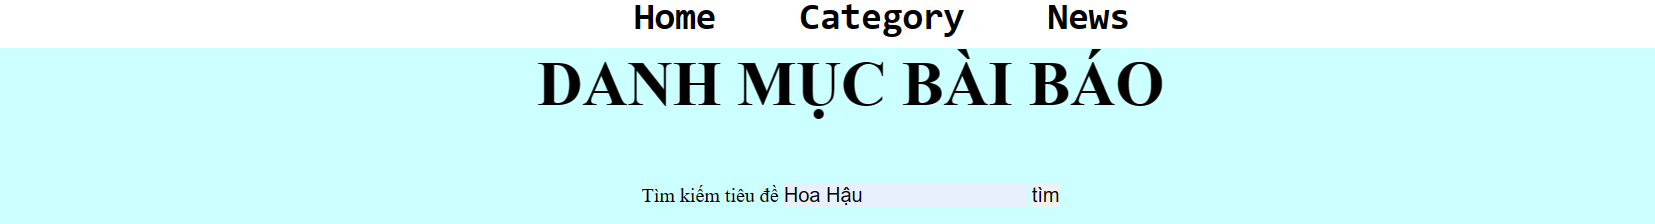 Home Category News
DANH MỤC BÀI BÁO
Tìm kiếm tiêu đề Hoa Hậu tìm